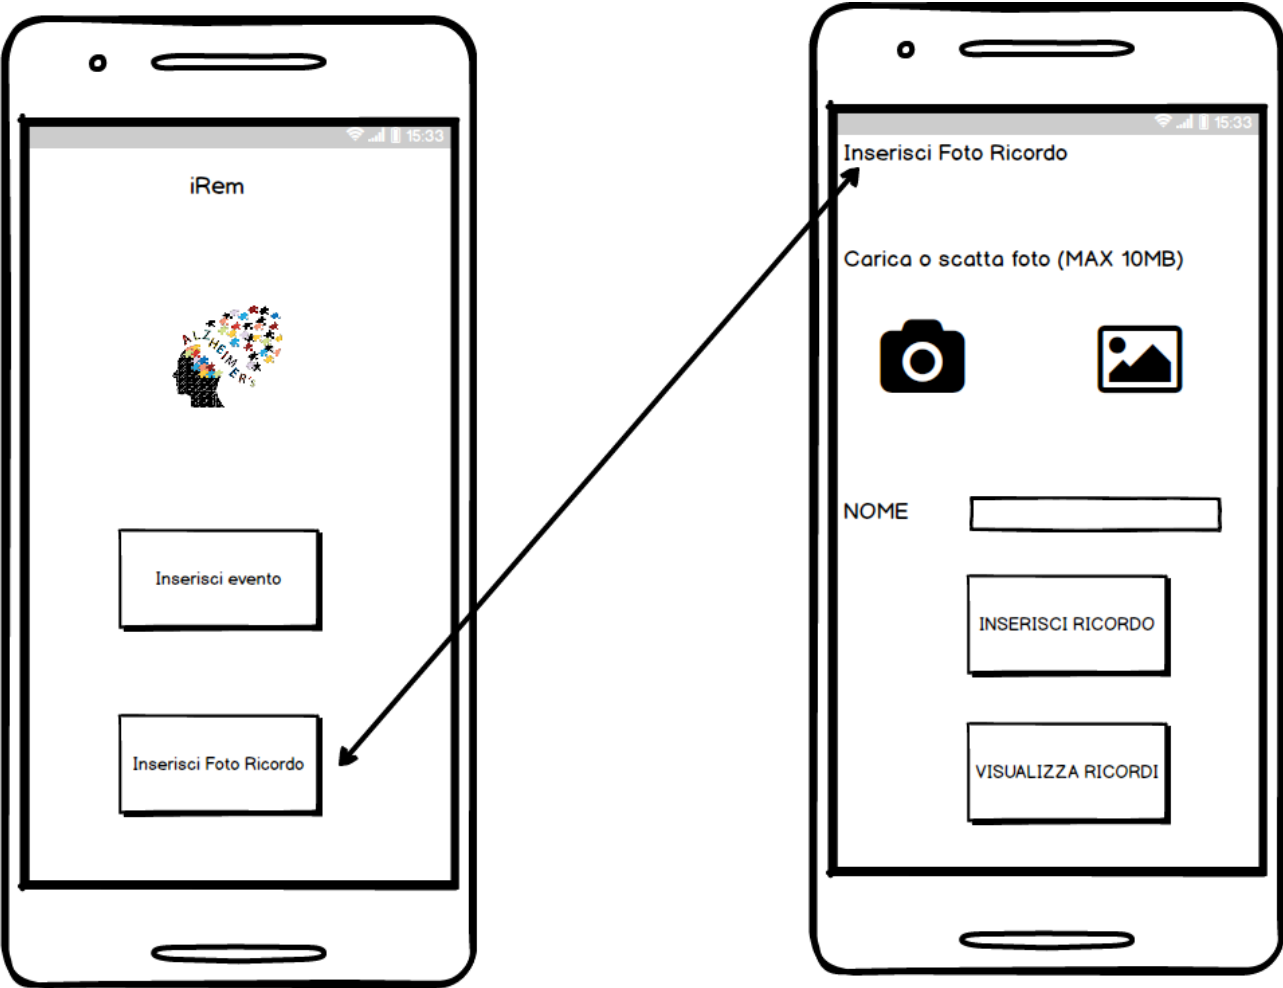 15:33
iRem
ALZHEIMER'S
Inserisci evento
Inserisci Foto Ricordo
15:33
Inserisci Foto Ricordo
Carica o scatta foto (MAX 10MB)
NOME
INSERISCI RICORDO
VISUALIZZA RICORDI